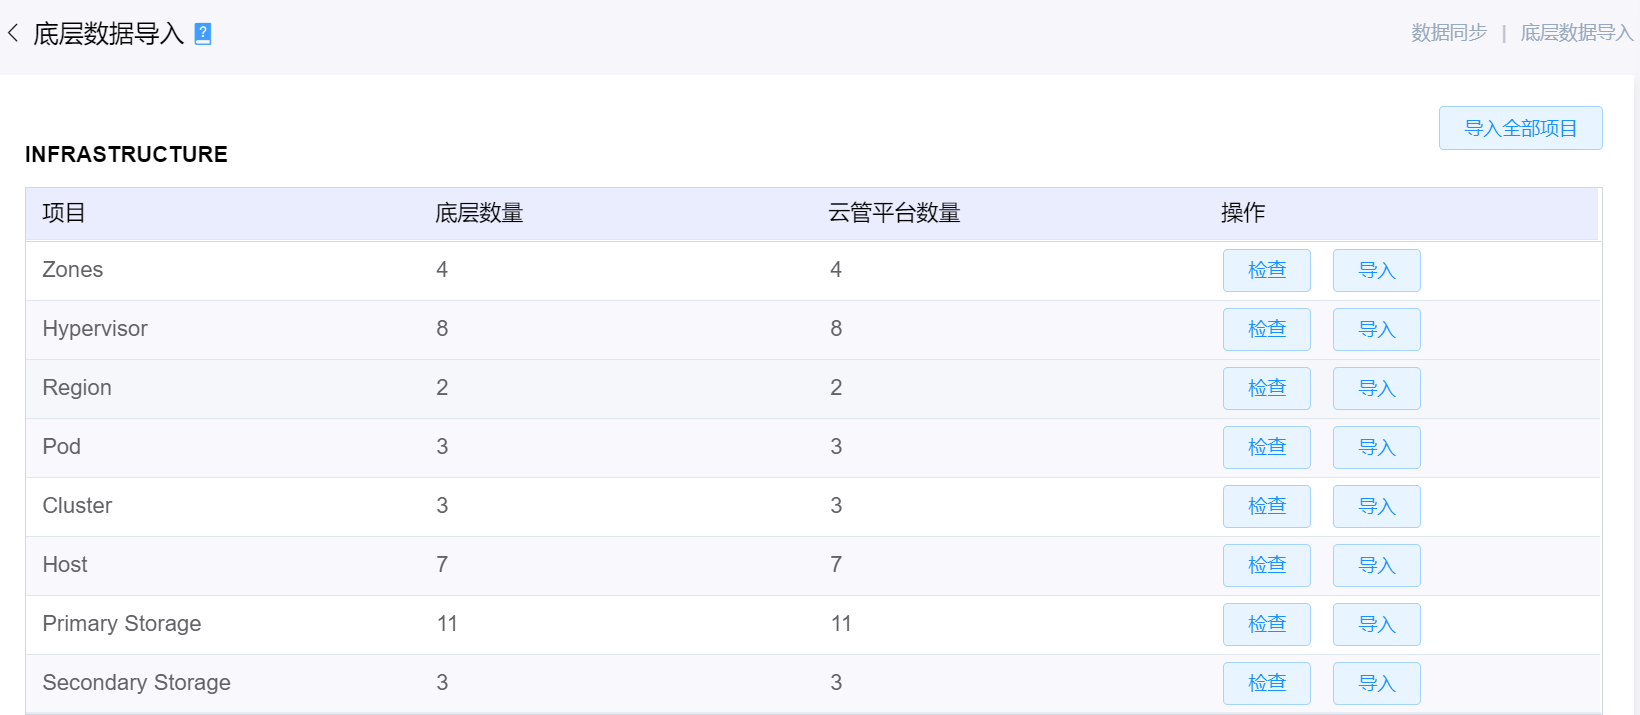 底层数据导入
数据同步 | 底层数据导入
导入全部项目
INFRASTRUCTURE
项目 底层数量 云管平台数量 操作
Zones 4 4 检查 导入
Hypervisor 8 8 检查 导入
Region 2 2 检查 导入
Pod 3 3 检查 导入
Cluster 3 3 检查 导入
Host 7 7 检查 导入
Primary Storage 11 11 检查 导入
Secondary Storage 3 3 检查 导入